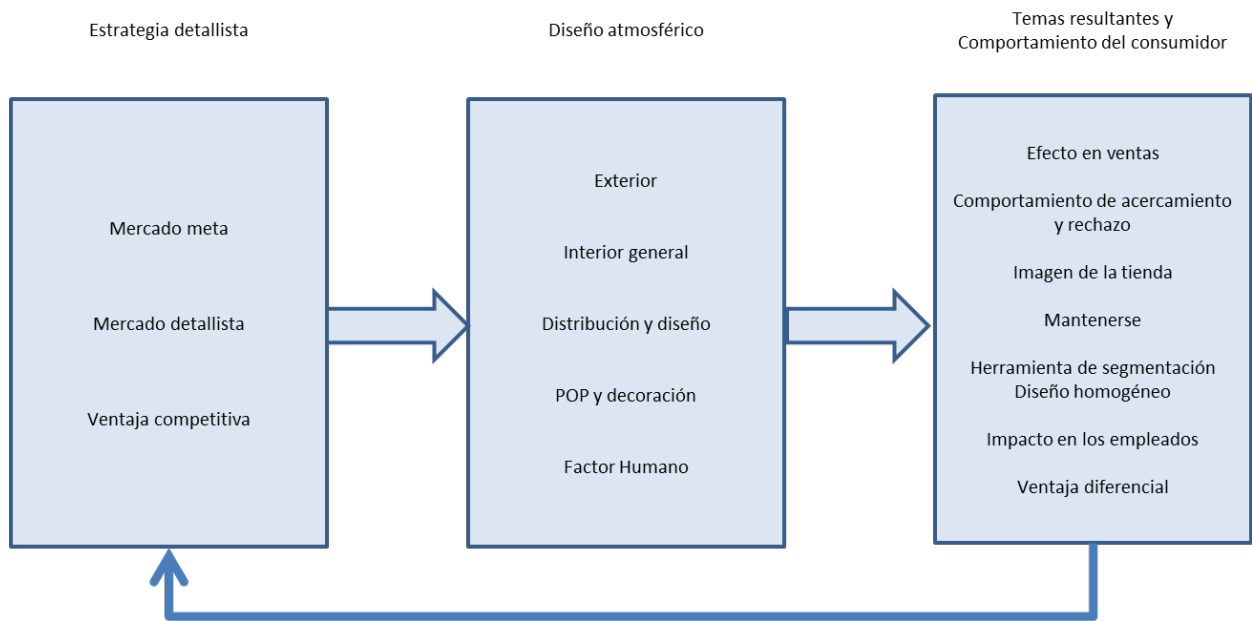 Estrategia detallista
Diseño atmosférico
Temas resultantes y
Comportamiento del consumidor
Mercado meta
Mercado detallista
Ventaja competitiva
Exterior
Interior general
Distribución y diseño
POP y decoración
Factor Humano
Efecto en ventas
Comportamiento de acercamiento
y rechazo
Imagen de la tienda
Mantenerse
Herramienta de segmentación
Diseño homogéneo
Impacto en los empleados
Ventaja diferencial